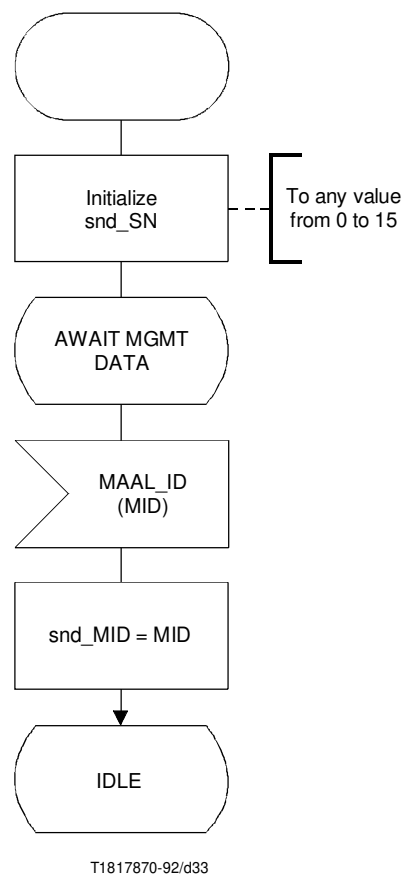 Initialize
snd_SN
To any value
from 0 to 15
AWAIT MGMT
DATA
MAAL_ID
(MID)
snd_MID = MID
IDLE
T1817870-92/d33